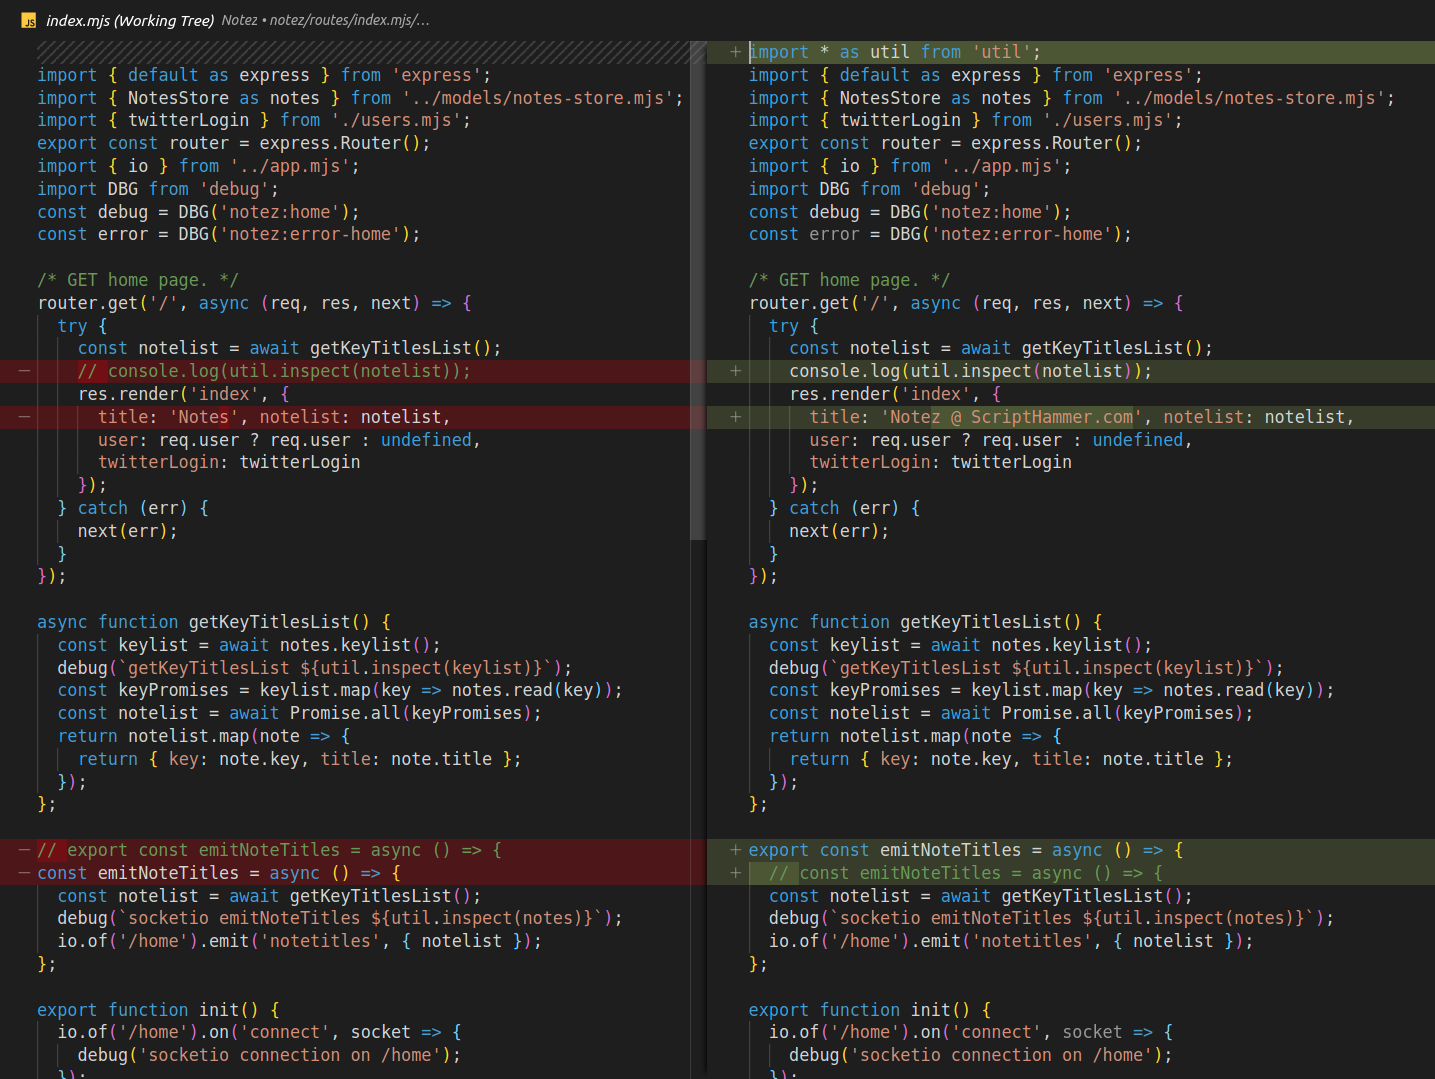 index.mjs (Working Tree) Notez • notez/routes/index.mjs/...
import { default as express } from 'express';
import { NotesStore as notes } from '../models/notes-store.mjs';
import { twitterLogin } from './users.mjs';
export const router = express.Router();
import { io } from '../app.mjs';
import DBG from 'debug';
const debug = DBG('notez:home');
const error = DBG('notez:error-home');
/* GET home page. */
router.get('/', async (req, res, next) => {
try {
const notelist = await getKeyTitlesList();
— // console.log(util.inspect(notelist));
res.render('index', {
— title: 'Notes', notelist: notelist,
user: req.user ? req.user : undefined,
twitterLogin: twitterLogin
});
} catch (err) {
next(err);
}
});
async function getKeyTitlesList() {
const keylist = await notes.keylist();
debug(`getKeyTitlesList ${util.inspect(keylist)}`);
const keyPromises = keylist.map(key => notes.read(key));
const notelist = await Promise.all(keyPromises);
return notelist.map(note => {
return { key: note.key, title: note.title };
});
};
— // export const emitNoteTitles = async () => {
— const emitNoteTitles = async () => {
const notelist = await getKeyTitlesList();
debug(`socketio emitNoteTitles ${util.inspect(notes)}`);
io.of('/home').emit('notetitles', { notelist });
};
export function init() {
io.of('/home').on('connect', socket => {
debug('socketio connection on /home');
});
+ import * as util from 'util';
import { default as express } from 'express';
import { NotesStore as notes } from '../models/notes-store.mjs';
import { twitterLogin } from './users.mjs';
export const router = express.Router();
import { io } from '../app.mjs';
import DBG from 'debug';
const debug = DBG('notez:home');
const error = DBG('notez:error-home');
/* GET home page. */
router.get('/', async (req, res, next) => {
try {
const notelist = await getKeyTitlesList();
+ console.log(util.inspect(notelist));
res.render('index', {
+ title: 'Notez @ ScriptHammer.com', notelist: notelist,
user: req.user ? req.user : undefined,
twitterLogin: twitterLogin
});
} catch (err) {
next(err);
}
});
async function getKeyTitlesList() {
const keylist = await notes.keylist();
debug(`getKeyTitlesList ${util.inspect(keylist)}`);
const keyPromises = keylist.map(key => notes.read(key));
const notelist = await Promise.all(keyPromises);
return notelist.map(note => {
return { key: note.key, title: note.title };
});
};
+ export const emitNoteTitles = async () => {
+ // const emitNoteTitles = async () => {
const notelist = await getKeyTitlesList();
debug(`socketio emitNoteTitles ${util.inspect(notes)}`);
io.of('/home').emit('notetitles', { notelist });
};
export function init() {
io.of('/home').on('connect', socket => {
debug('socketio connection on /home');
});